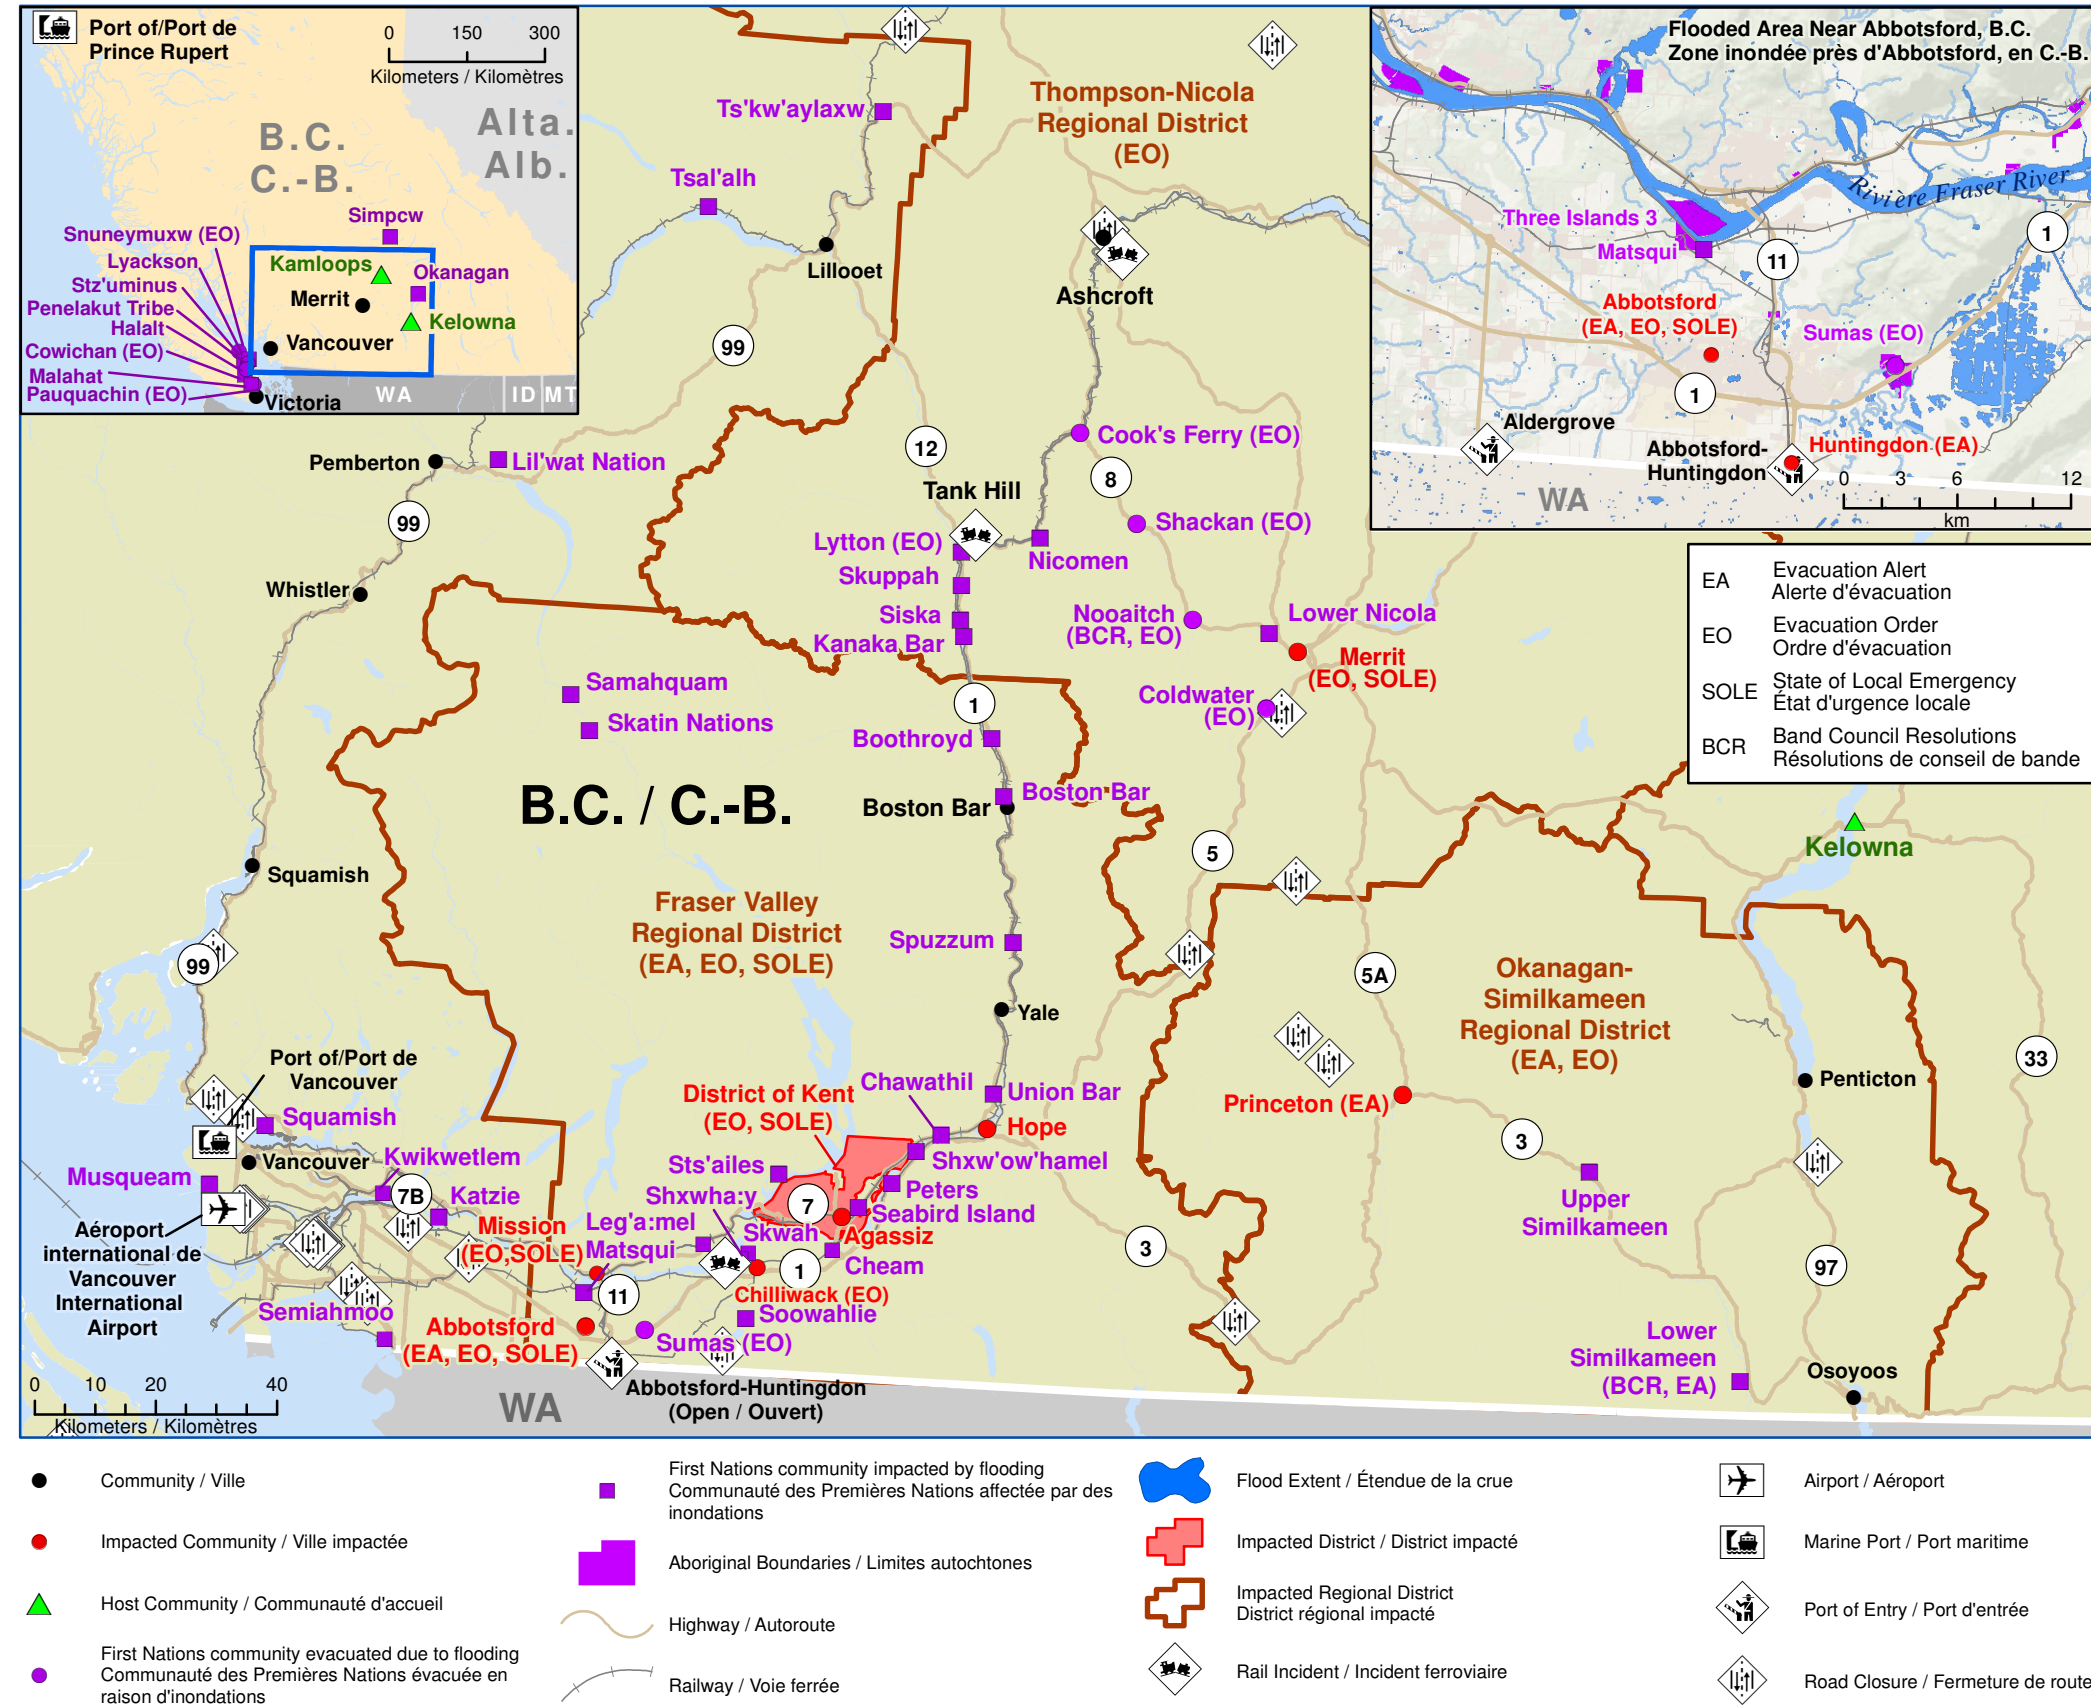 Port of/Port de
Prince Rupert
0 150 300
Kilometers / Kilomètres
B.C.
C.-B.
Alta.
Alb.
Simpcw
Snuneymuxw (EO)
Lyackson
Stz'uminus
Penelakut Tribe
Halalt
Cowichan (EO)
Malahat
Pauquachin (EO)
Kamloops
Okanagan
Merrit
Kelowna
Vancouver
Victoria
WA
ID
MT
Flooded Area Near Abbotsford, B.C.
Zone inondée près d'Abbotsford, en C.-B.
Rivière Fraser River
Three Islands 3
Matsqui
1
11
Abbotsford
(EA, EO, SOLE)
Sumas (EO)
1
Aldergrove
Abbotsford-
Huntingdon
Huntingdon (EA)
WA
0 3 6 12
km
EA Evacuation Alert
Alerte d'évacuation
EO Evacuation Order
Ordre d'évacuation
SOLE State of Local Emergency
État d'urgence locale
BCR Band Council Resolutions
Résolutions de conseil de bande
Thompson-Nicola
Regional District
(EO)
Ts'kw'aylaxw
Tsal'alh
Lillooet
Ashcroft
99
12
Cook's Ferry (EO)
8
Pemberton
Lil'wat Nation
Tank Hill
99
Shackan (EO)
Lytton (EO)
Nicomen
Skuppah
Whistler
Siska
Kanaka Bar
Nooaitch
(BCR, EO)
Lower Nicola
Merrit
(EO, SOLE)
Samahquam
Skatin Nations
1
Coldwater
(EO)
Boothroyd
B.C. / C.-B.
Boston Bar
Boston Bar
5
Kelowna
Squamish
Fraser Valley
Regional District
(EA, EO, SOLE)
Spuzzum
99
5A
Okanagan-
Similkameen
Regional District
(EA, EO)
Yale
33
Port of/Port de
Vancouver
Penticton
Chawathil
Union Bar
District of Kent
(EO, SOLE)
Princeton (EA)
Squamish
Hope
3
Vancouver
Kwikwetlem
Musqueam
Sts'ailes
Shxw'ow'hamel
7B
Katzie
Shxwha:y
7
Peters
Seabird Island
Upper
Similkameen
Aéroport
international de
Vancouver
International
Airport
Mission
(EO,SOLE)
Leg'a:mel
Matsqui
Skwah
Agassiz
3
Cheam
1
97
11
Chilliwack (EO)
Semiahmoo
Soowahlie
Abbotsford
(EA, EO, SOLE)
Sumas (EO)
Lower
Similkameen
(BCR, EA)
Osoyoos
0 10 20 40
Kilometers / Kilomètres
WA
Abbotsford-Huntingdon
(Open / Ouvert)
Community / Ville
Impacted Community / Ville impactée
Host Community / Communauté d'accueil
First Nations community evacuated due to flooding
Communauté des Premières Nations évacuée en
raison d'inondations
First Nations community impacted by flooding
Communauté des Premières Nations affectée par des
inondations
Aboriginal Boundaries / Limites autochtones
Highway / Autoroute
Railway / Voie ferrée
Flood Extent / Étendue de la crue
Impacted District / District impacté
Impacted Regional District
District régional impacté
Rail Incident / Incident ferroviaire
Airport / Aéroport
Marine Port / Port maritime
Port of Entry / Port d'entrée
Road Closure / Fermeture de route